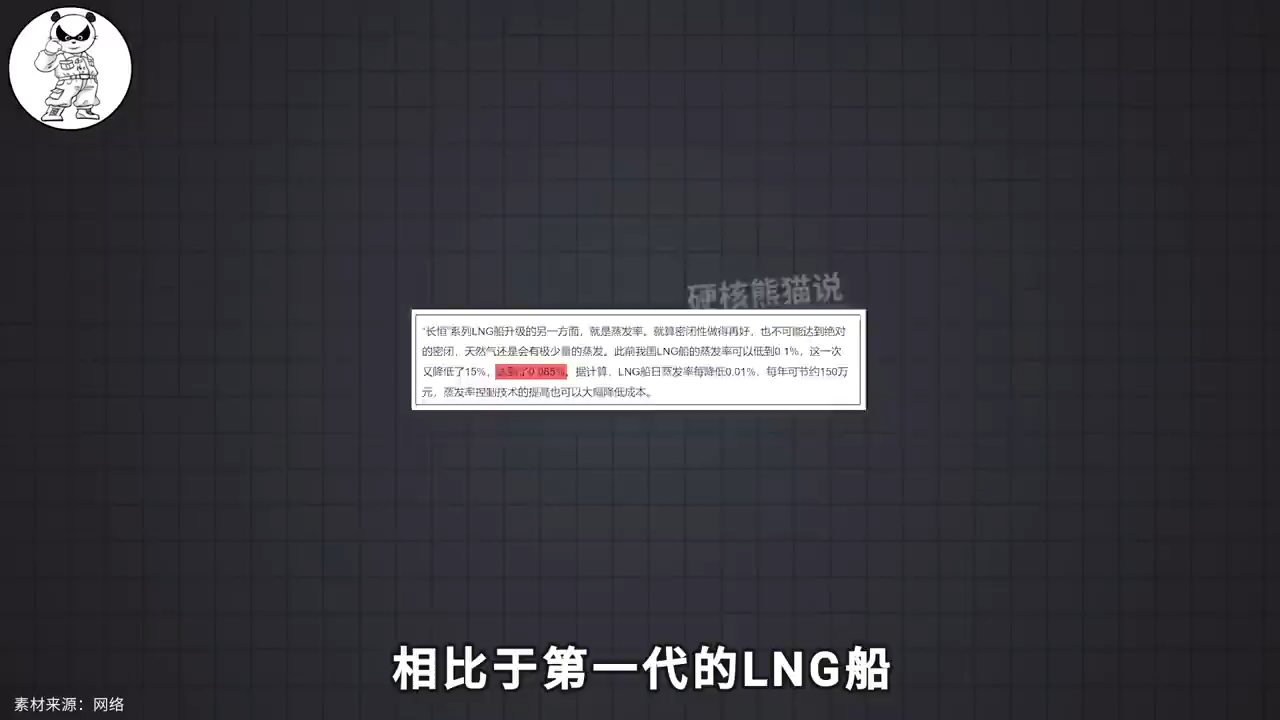 硬核熊猫说
“长恒”系列LNG船升级的另一方面，就是蒸发率。就算密闭性做得再好，也不可能达到绝对
的密闭，天然气还是会有极少量的蒸发。此前我国LNG船的蒸发率可以低到0.1%，这一次
又降低了15%，达到了0.085%。据计算，LNG船日蒸发率每降低0.01%，每年可节约150万
元，蒸发率控制技术的提高也可以大幅降低成本。
相比于第一代的LNG船
素材来源：网络